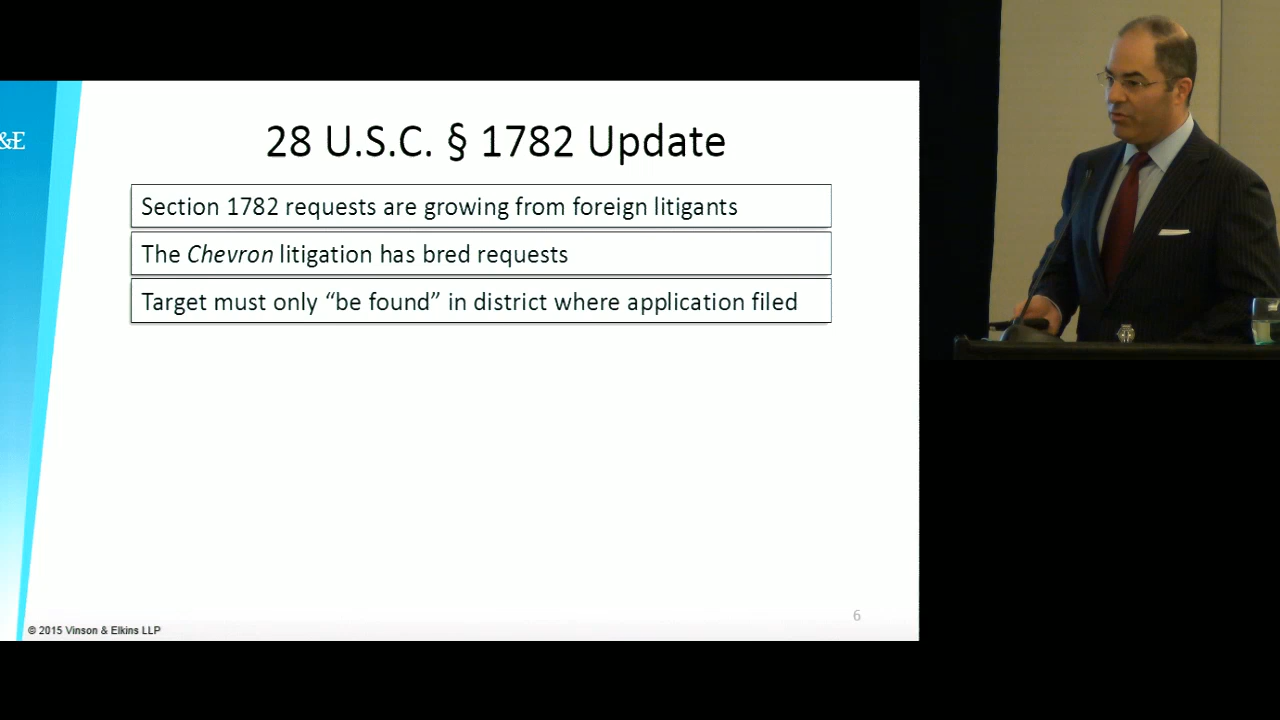 &E
28 U.S.C. § 1782 Update
Section 1782 requests are growing from foreign litigants
The Chevron litigation has bred requests
Target must only “be found” in district where application filed
6
© 2015 Vinson & Elkins LLP